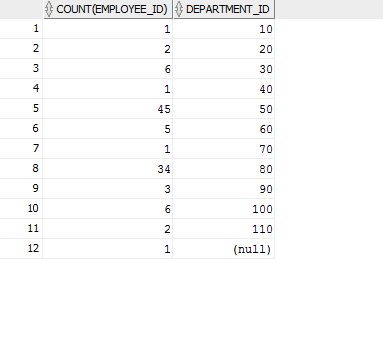 COUNT(EMPLOYEE_ID) DEPARTMENT_ID
1 1 10
2 2 20
3 6 30
4 1 40
5 45 50
6 5 60
7 1 70
8 34 80
9 3 90
10 6 100
11 2 110
12 1 (null)